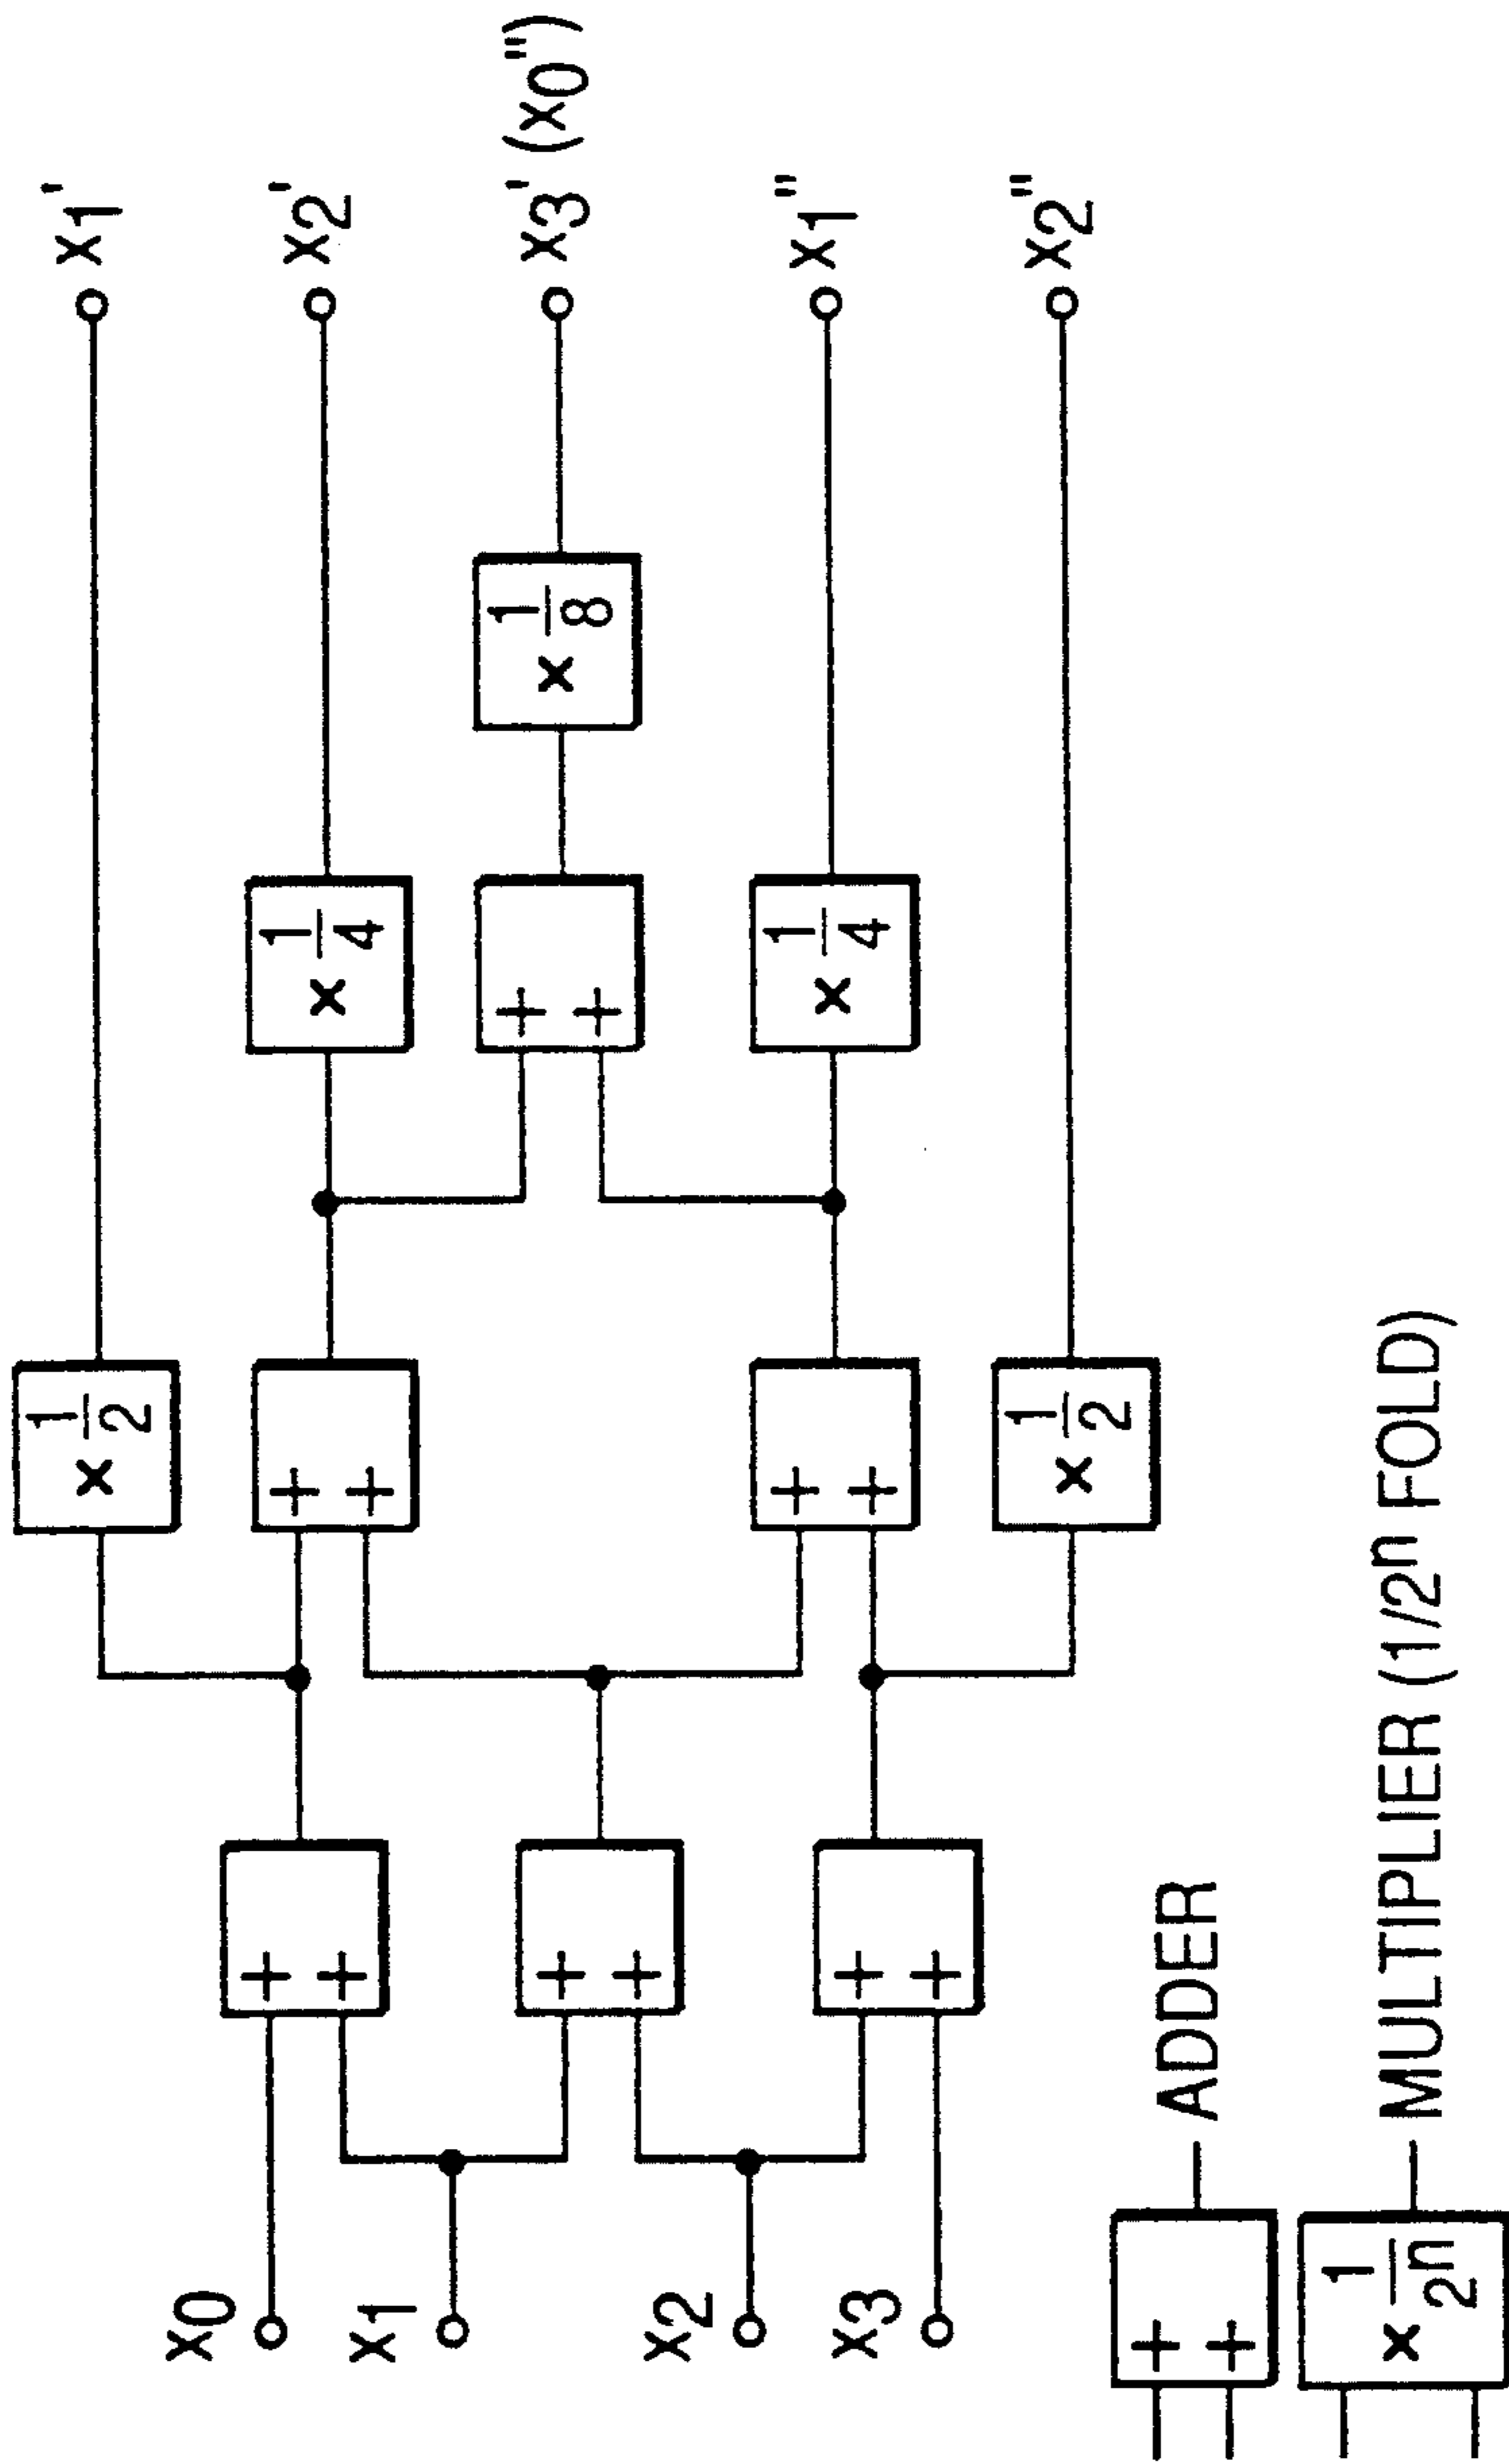 x0
x1
x2
x3
+
+
+
+
+
+
× 1/2
+
+
+
+
× 1/2
× 1/4
+
+
× 1/4
× 1/8
x1'
x2'
x3' (x0")
x1"
x2"
+
+
ADDER
× 1/2ⁿ
MULTIPLIER (1/2ⁿ FOLD)